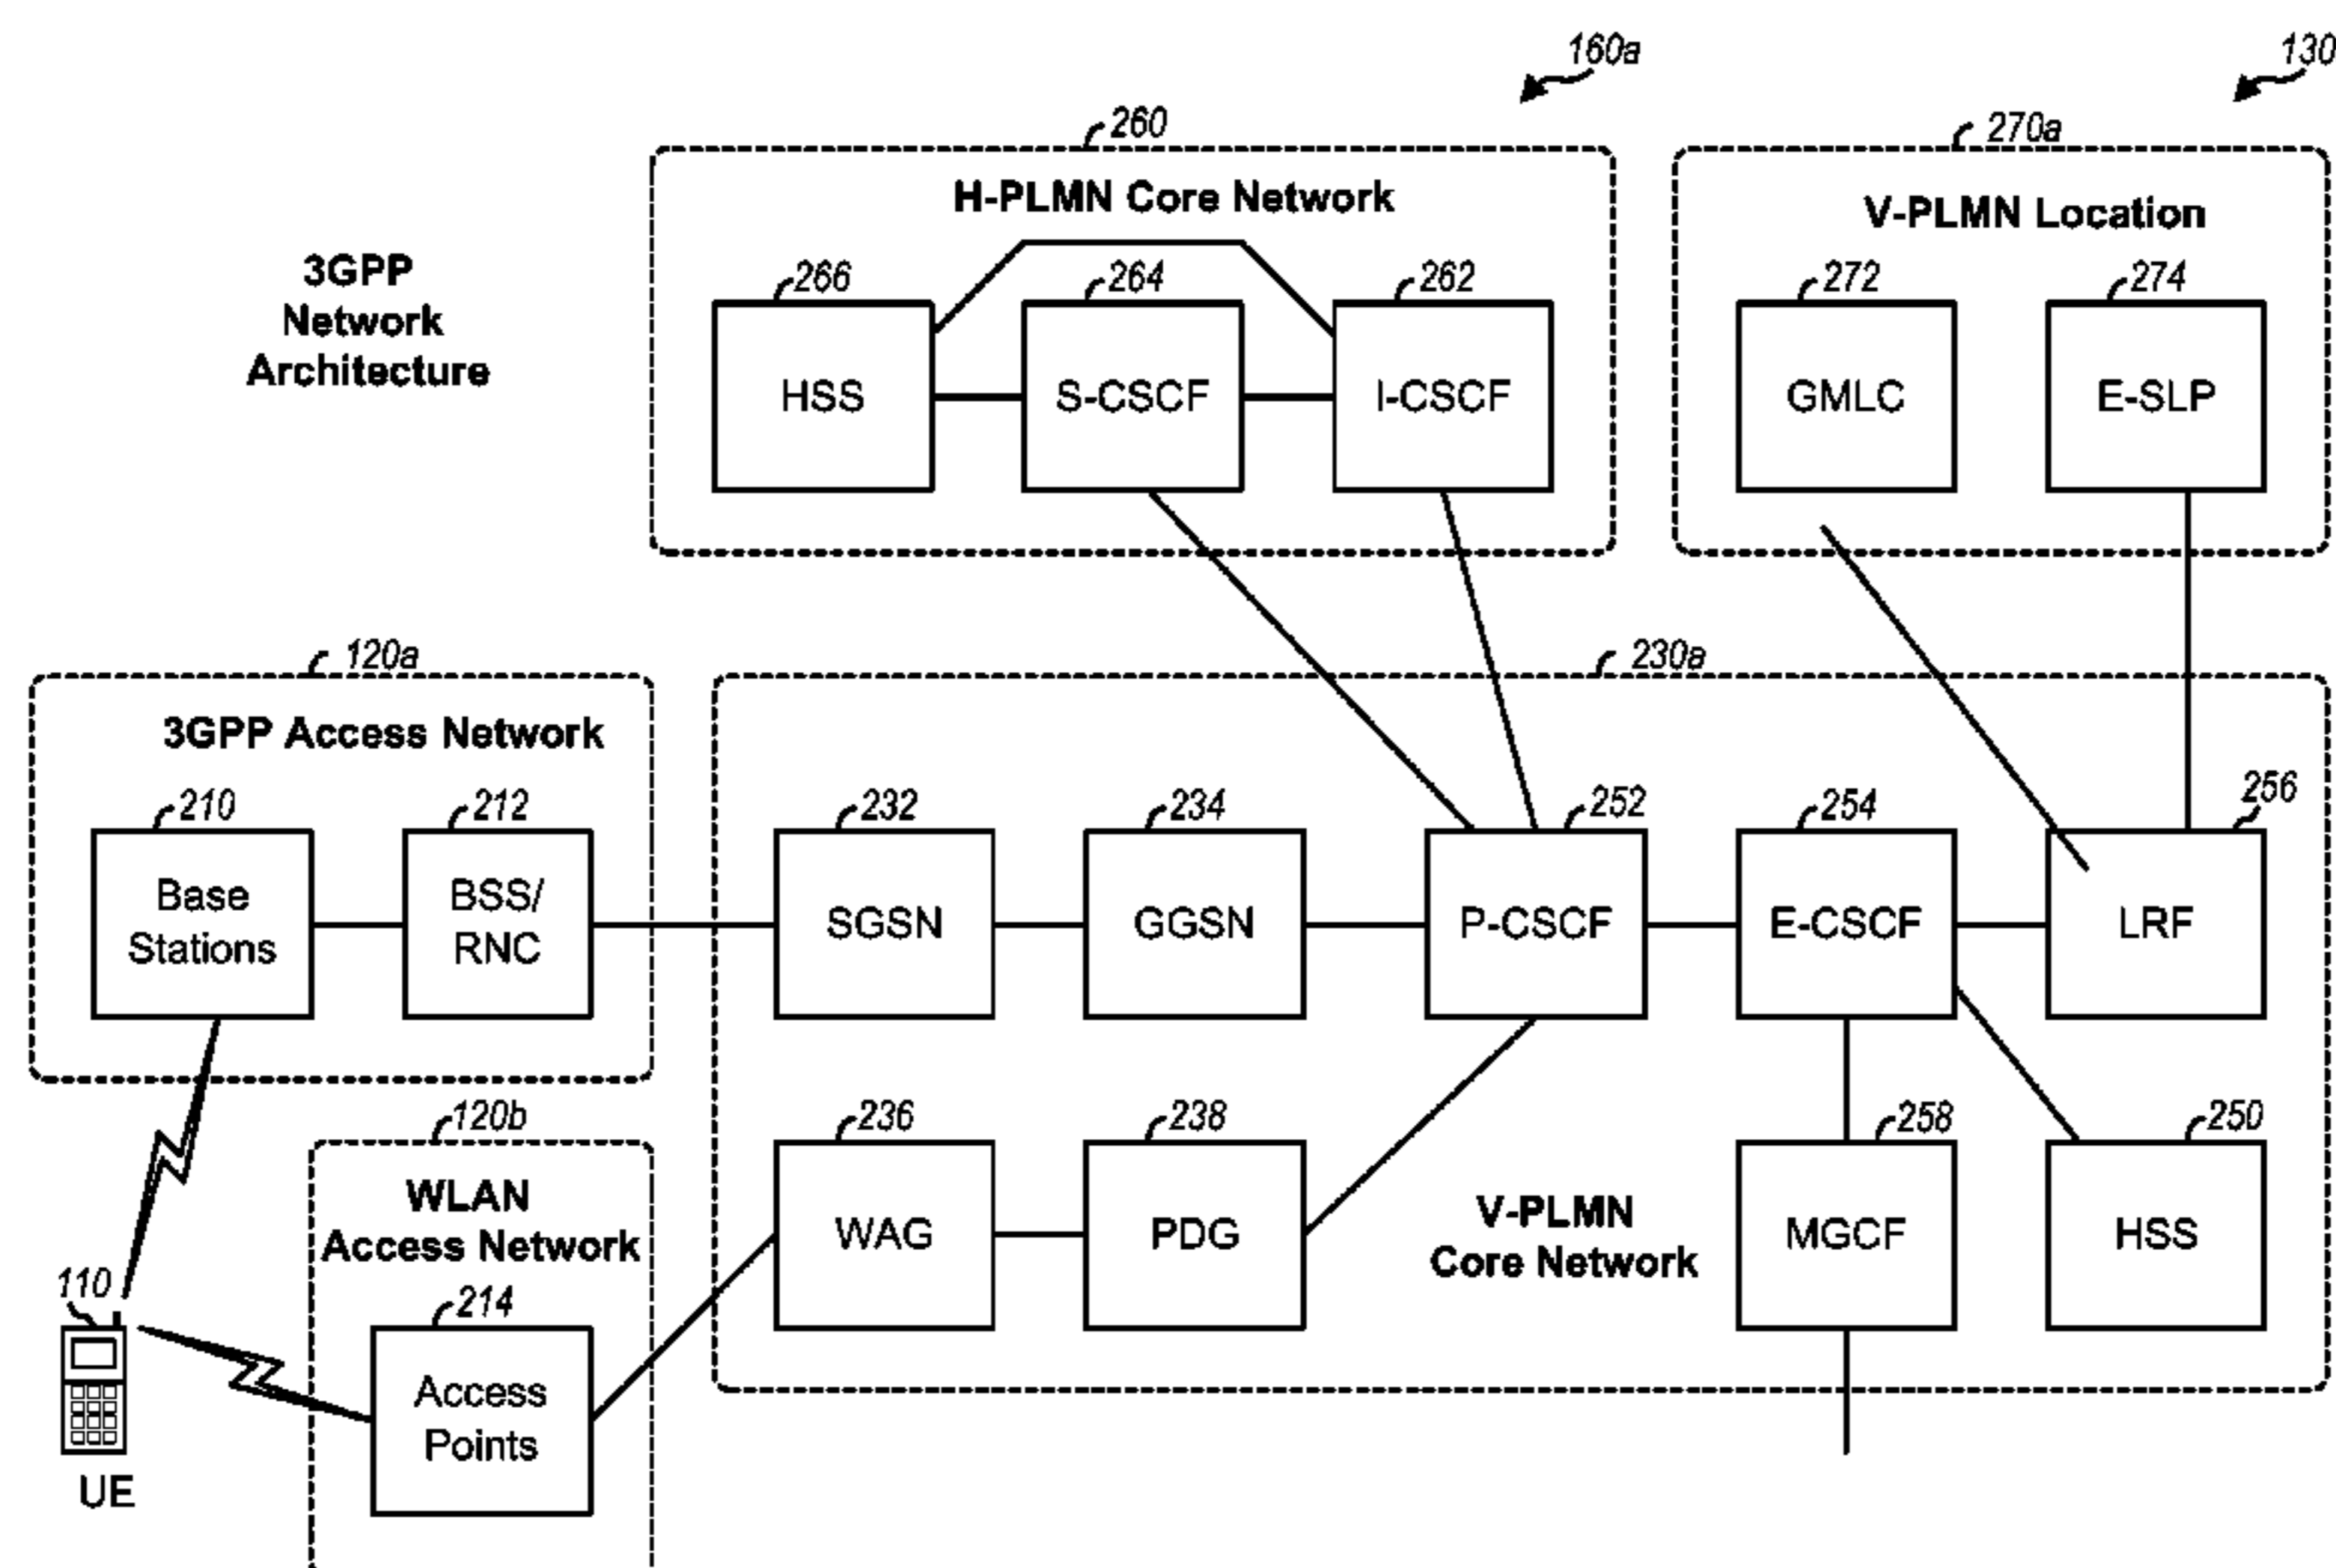 160a
130
260
270a
H-PLMN Core Network
V-PLMN Location
3GPP
Network
Architecture
266
264
262
272
274
HSS
S-CSCF
I-CSCF
GMLC
E-SLP
120a
230a
3GPP Access Network
210
212
232
234
252
254
256
Base
Stations
BSS/
RNC
SGSN
GGSN
P-CSCF
E-CSCF
LRF
120b
236
238
258
250
WLAN
Access Network
WAG
PDG
V-PLMN
Core Network
MGCF
HSS
110
214
Access
Points
UE